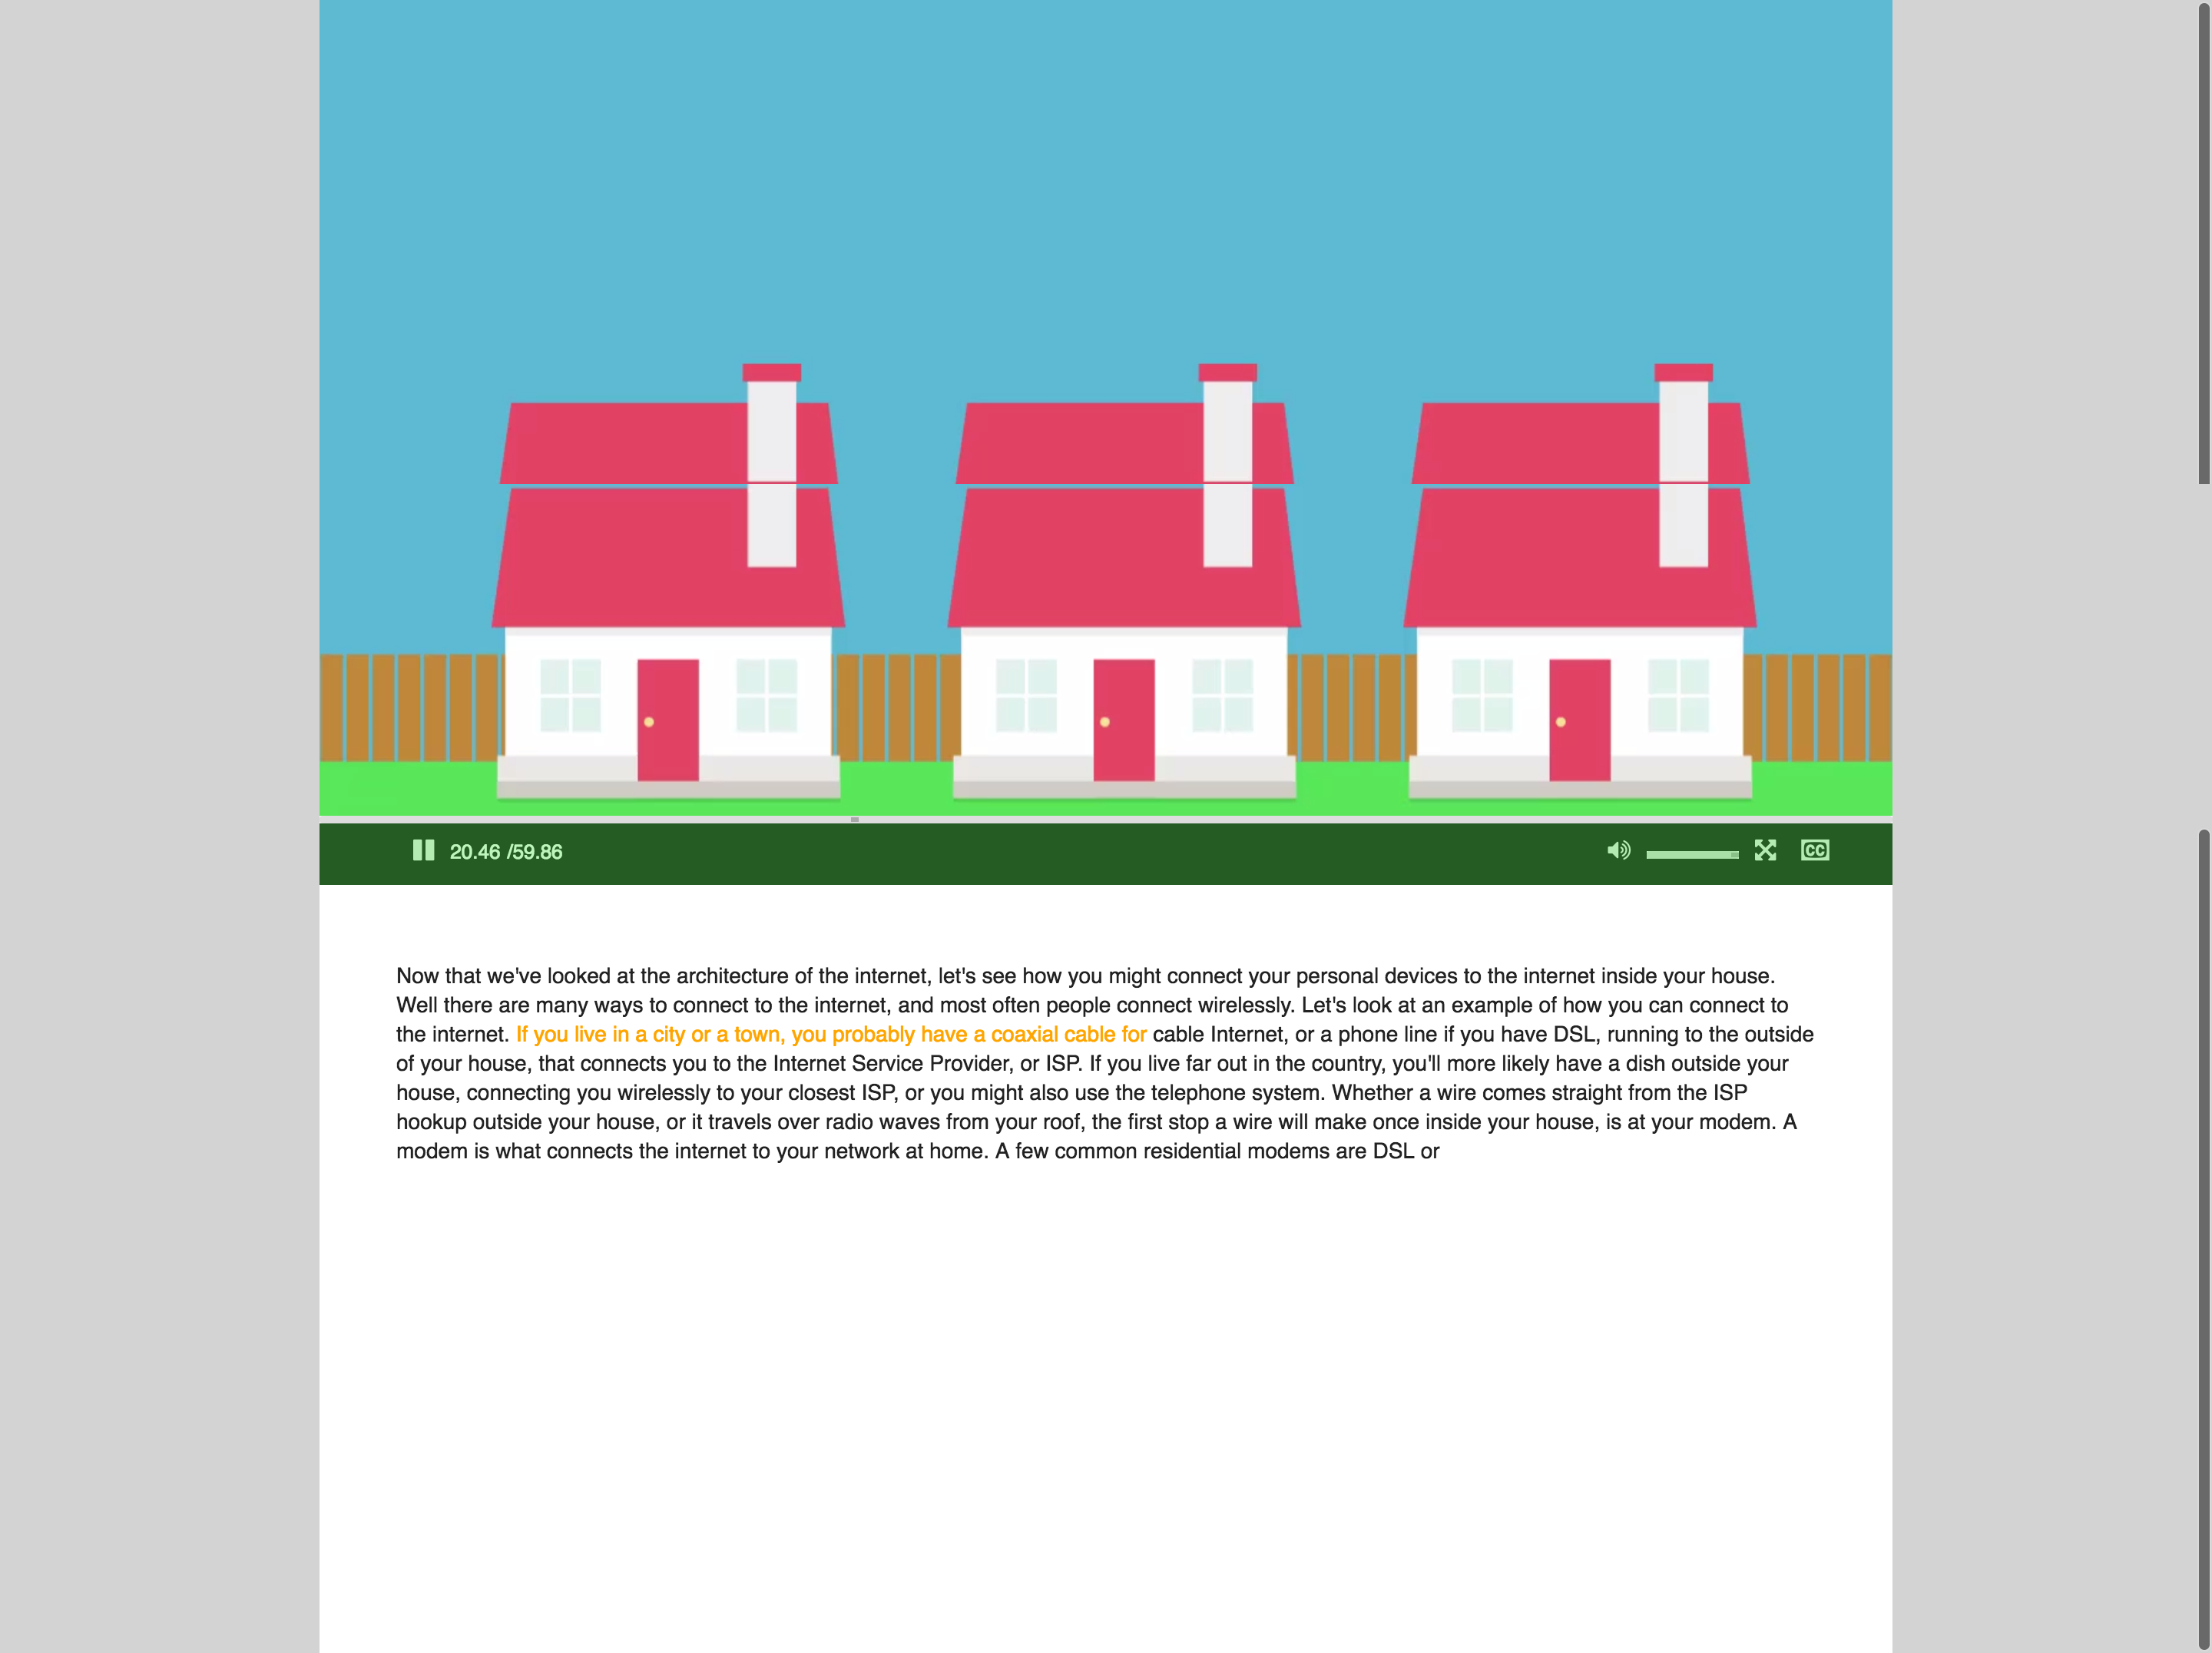 20.46 /59.86
CC
Now that we've looked at the architecture of the internet, let's see how you might connect your personal devices to the internet inside your house.
Well there are many ways to connect to the internet, and most often people connect wirelessly. Let's look at an example of how you can connect to
the internet. If you live in a city or a town, you probably have a coaxial cable for cable Internet, or a phone line if you have DSL, running to the outside
of your house, that connects you to the Internet Service Provider, or ISP. If you live far out in the country, you'll more likely have a dish outside your
house, connecting you wirelessly to your closest ISP, or you might also use the telephone system. Whether a wire comes straight from the ISP
hookup outside your house, or it travels over radio waves from your roof, the first stop a wire will make once inside your house, is at your modem. A
modem is what connects the internet to your network at home. A few common residential modems are DSL or